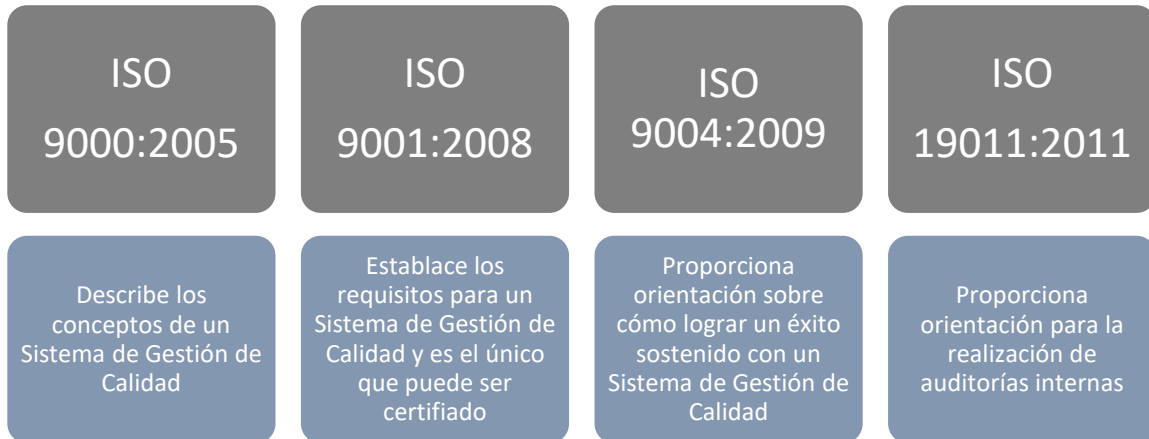 ISO
9000:2005
ISO
9001:2008
ISO
9004:2009
ISO
19011:2011
Describe los
conceptos de un
Sistema de Gestión de
Calidad
Establace los
requisitos para un
Sistema de Gestión de
Calidad y es el único
que puede ser
certifiado
Proporciona
orientación sobre
cómo lograr un éxito
sostenido con un
Sistema de Gestión de
Calidad
Proporciona
orientación para la
realización de
auditorías internas